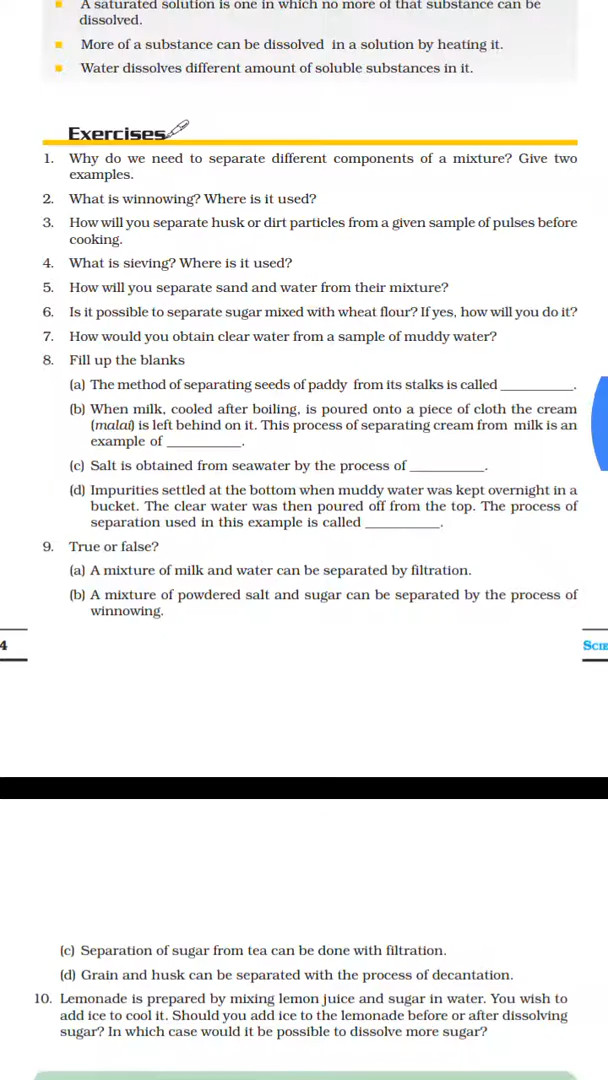 A saturated solution is one in which no more of that substance can be
dissolved.
More of a substance can be dissolved in a solution by heating it.
Water dissolves different amount of soluble substances in it.
Exercises
1. Why do we need to separate different components of a mixture? Give two
examples.
2. What is winnowing? Where is it used?
3. How will you separate husk or dirt particles from a given sample of pulses before
cooking.
4. What is sieving? Where is it used?
5. How will you separate sand and water from their mixture?
6. Is it possible to separate sugar mixed with wheat flour? If yes, how will you do it?
7. How would you obtain clear water from a sample of muddy water?
8. Fill up the blanks
(a) The method of separating seeds of paddy from its stalks is called __________.
(b) When milk, cooled after boiling, is poured onto a piece of cloth the cream
(malai) is left behind on it. This process of separating cream from milk is an
example of __________.
(c) Salt is obtained from seawater by the process of __________.
(d) Impurities settled at the bottom when muddy water was kept overnight in a
bucket. The clear water was then poured off from the top. The process of
separation used in this example is called __________.
9. True or false?
(a) A mixture of milk and water can be separated by filtration.
(b) A mixture of powdered salt and sugar can be separated by the process of
winnowing.
4
(c) Separation of sugar from tea can be done with filtration.
(d) Grain and husk can be separated with the process of decantation.
10. Lemonade is prepared by mixing lemon juice and sugar in water. You wish to
add ice to cool it. Should you add ice to the lemonade before or after dissolving
sugar? In which case would it be possible to dissolve more sugar?